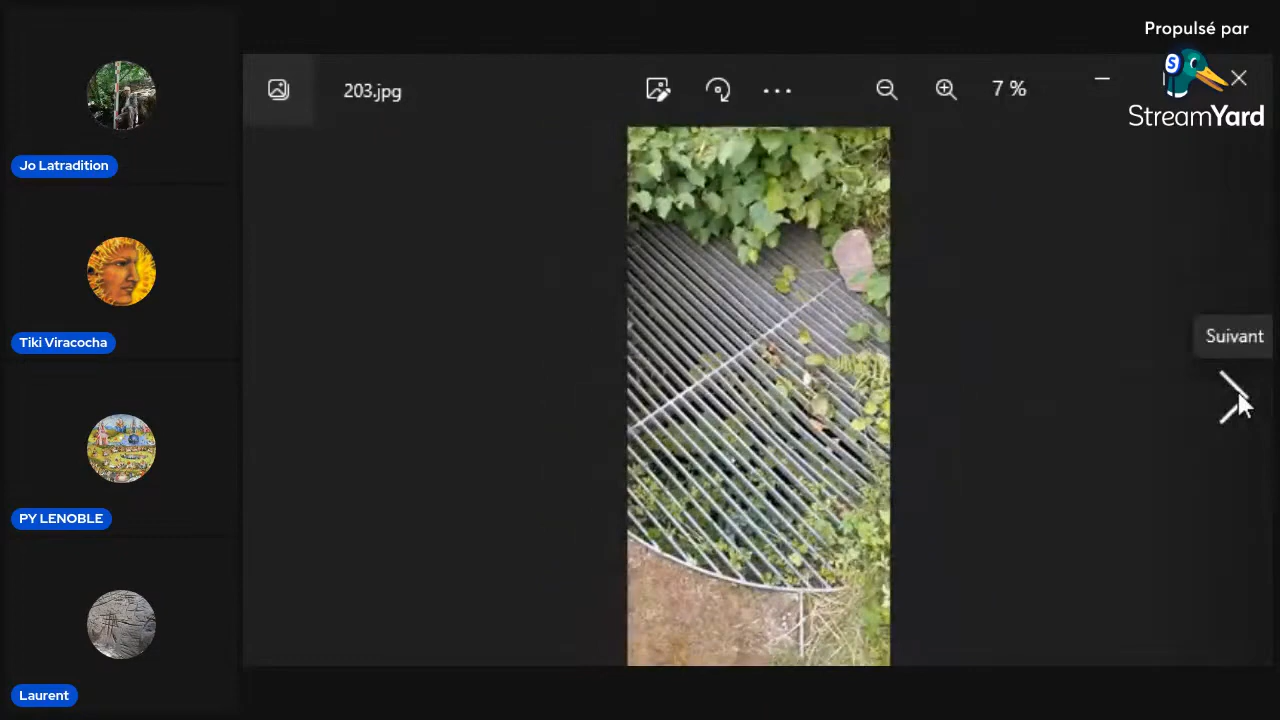 Propulsé par
StreamYard
203.jpg
7 %
Jo Latradition
Tiki Viracocha
Suivant
PY LENOBLE
Laurent